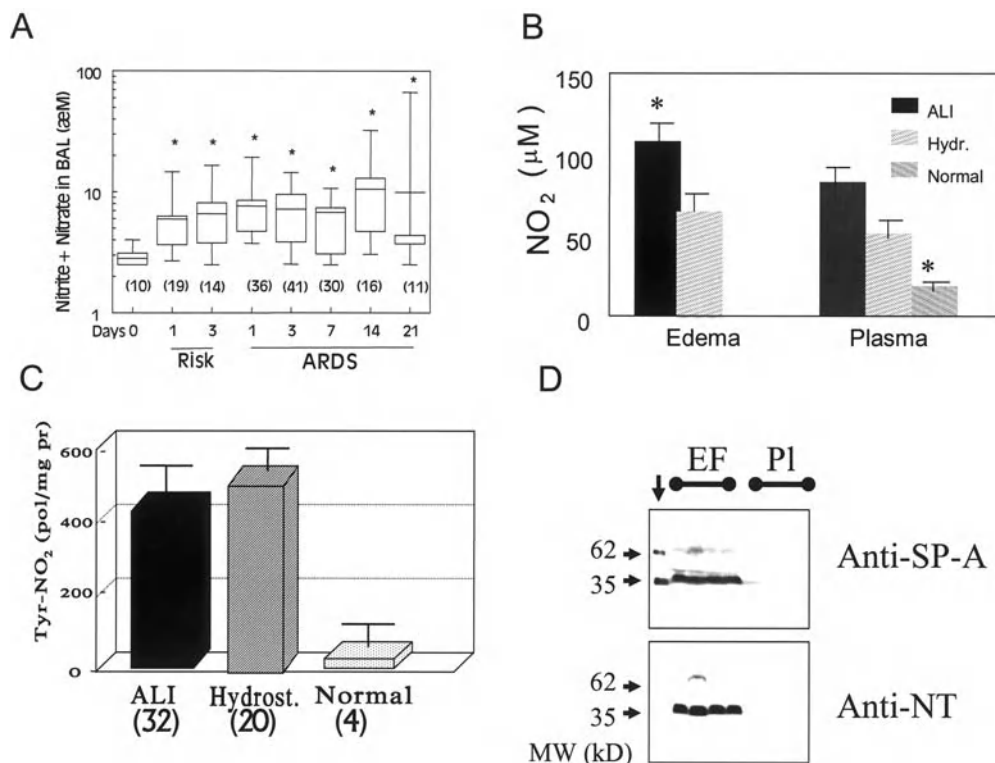 A
Nitrite + Nitrate in BAL (æM)
100
10
1
*
*
*
*
*
*
*
(10)
(19)
(14)
(36)
(41)
(30)
(16)
(11)
Days 0
1
3
1
3
7
14
21
Risk
ARDS
B
NO2 (μM)
150
100
50
0
*
*
ALI
Hydr.
Normal
Edema
Plasma
C
Tyr-NO2 (pol/mg pr)
600
400
200
0
ALI
Hydrost.
Normal
(32)
(20)
(4)
D
EF
Pl
62
35
Anti-SP-A
62
35
Anti-NT
MW (kD)